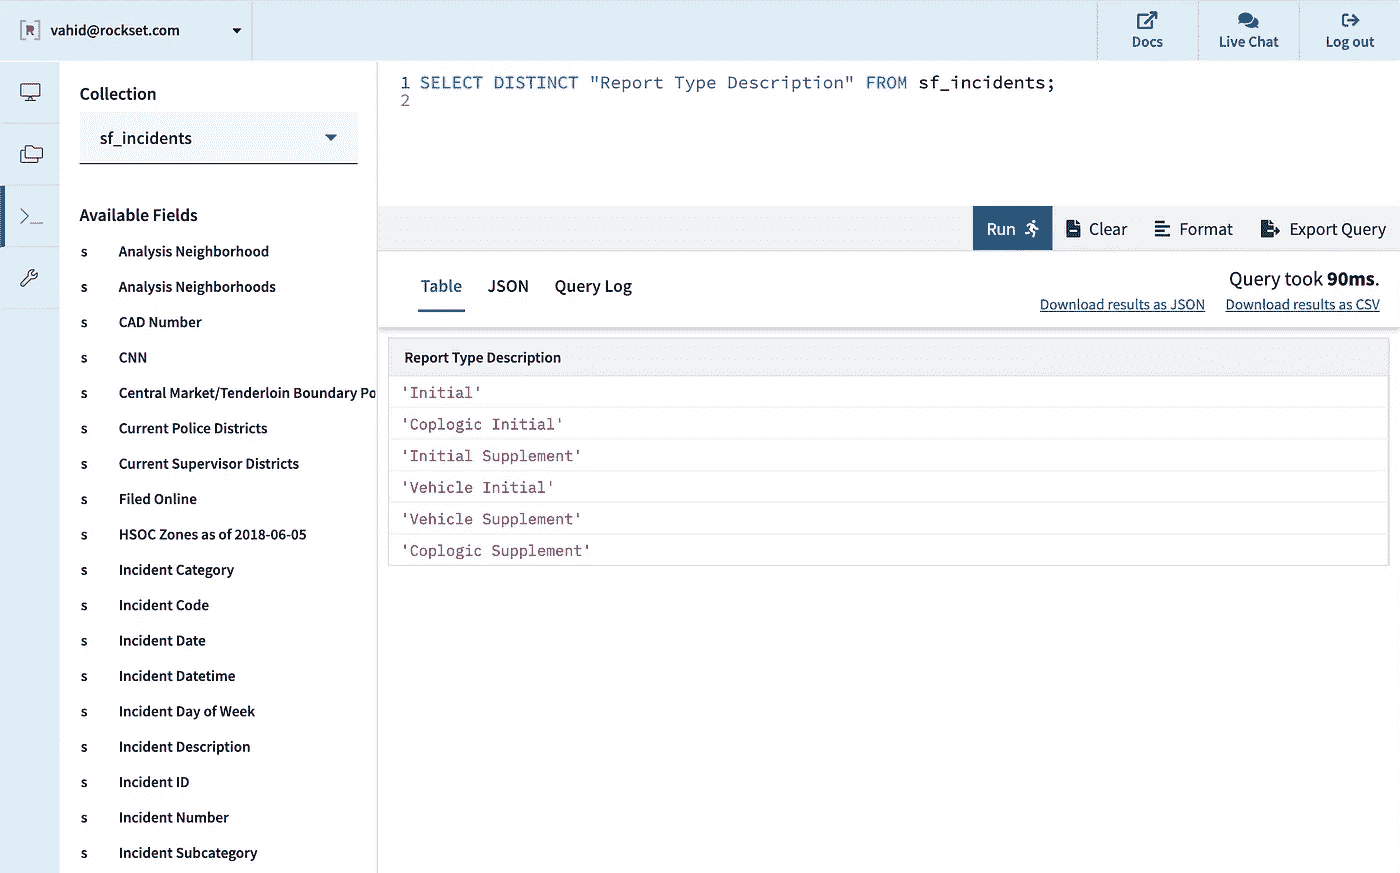 [R] vahid@rockset.com
Docs
Live Chat
Log out
Collection
sf_incidents
Available Fields
s Analysis Neighborhood
s Analysis Neighborhoods
s CAD Number
s CNN
s Central Market/Tenderloin Boundary Po
s Current Police Districts
s Current Supervisor Districts
s Filed Online
s HSOC Zones as of 2018-06-05
s Incident Category
s Incident Code
s Incident Date
s Incident Datetime
s Incident Day of Week
s Incident Description
s Incident ID
s Incident Number
s Incident Subcategory
1 SELECT DISTINCT "Report Type Description" FROM sf_incidents;
2
Run
Clear
Format
Export Query
Table
JSON
Query Log
Query took 90ms.
Download results as JSON
Download results as CSV
Report Type Description
'Initial'
'Coplogic Initial'
'Initial Supplement'
'Vehicle Initial'
'Vehicle Supplement'
'Coplogic Supplement'